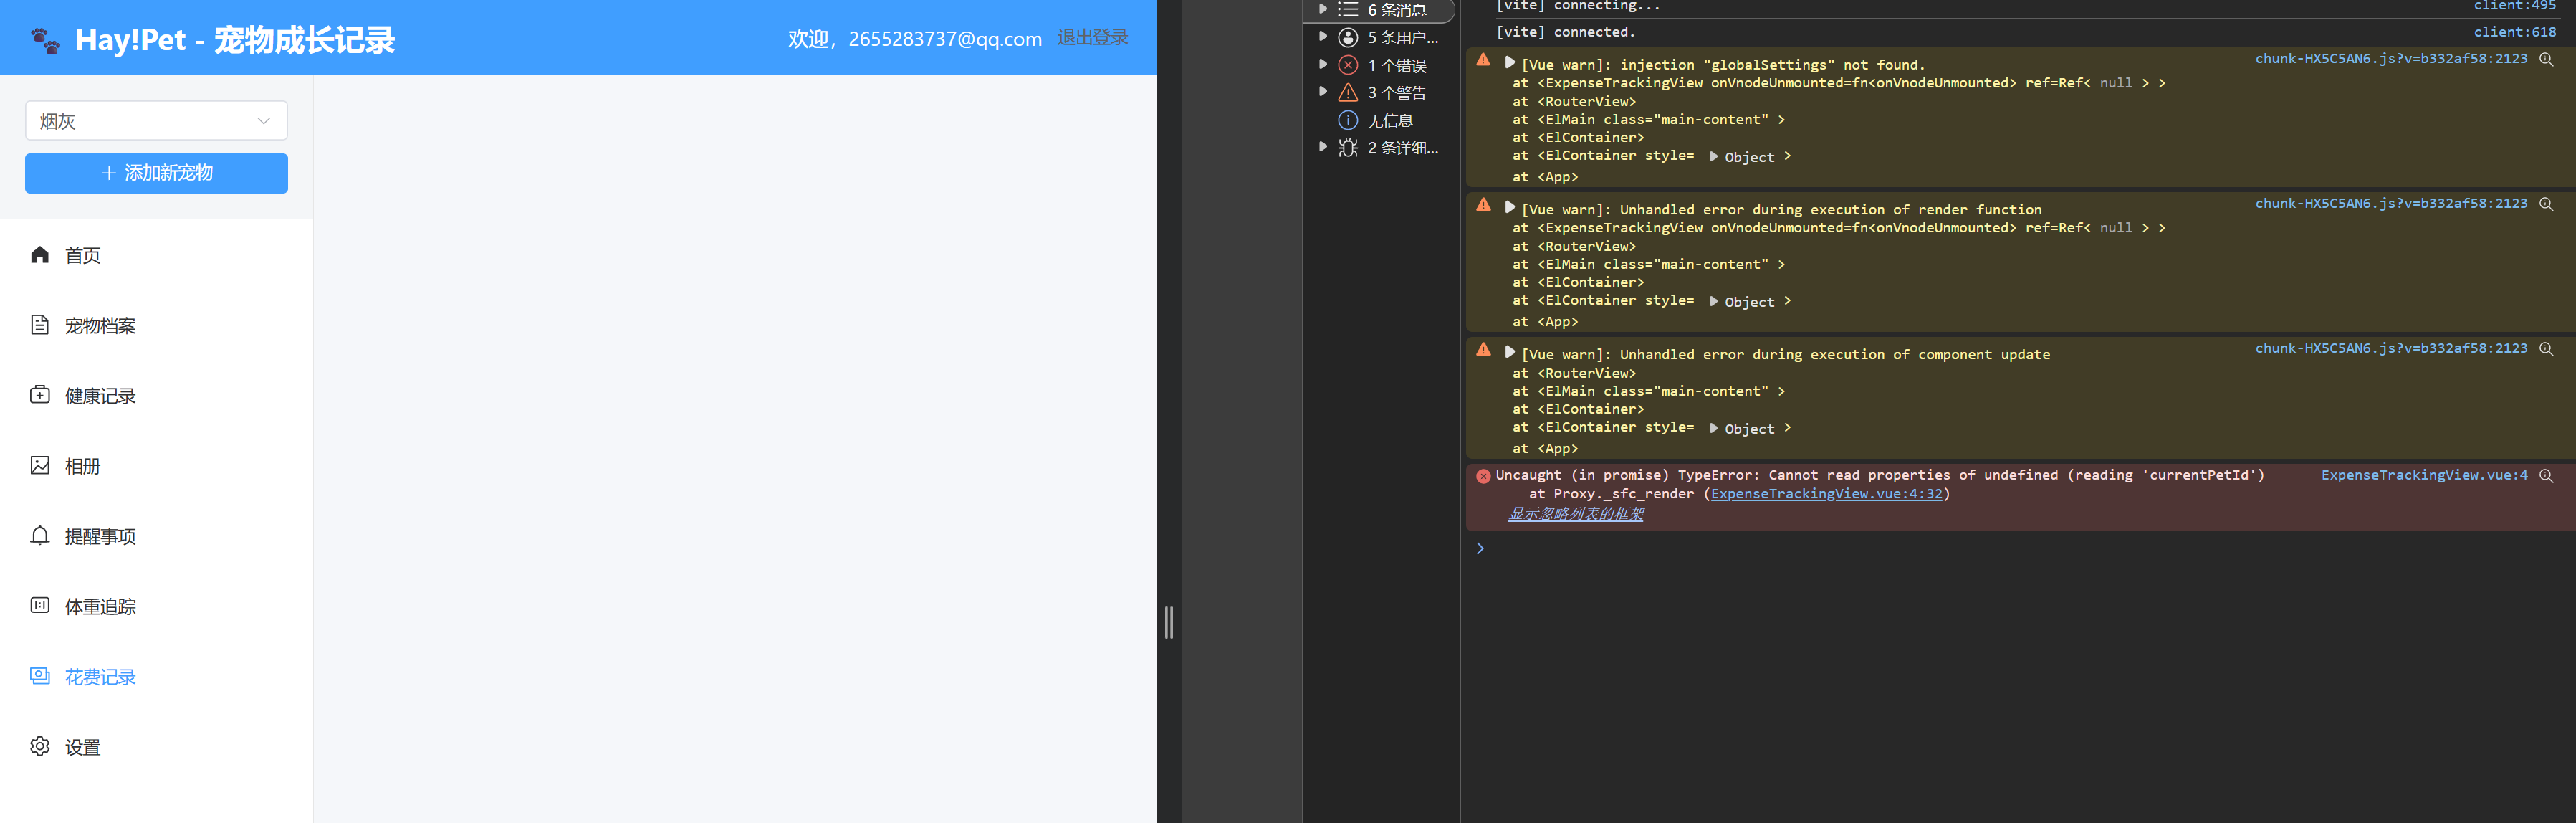 Hay!Pet - 宠物成长记录
欢迎，2655283737@qq.com 退出登录
烟灰
添加新宠物
首页
宠物档案
健康记录
相册
提醒事项
体重追踪
花费记录
设置
6 条消息
5 条用户...
1 个错误
3 个警告
无信息
2 条详细...
[vite] connecting... client:495
[vite] connected. client:618
[Vue warn]: injection "globalSettings" not found. chunk-HX5C5AN6.js?v=b332af58:2123
at <ExpenseTrackingView onVnodeUnmounted=fn<onVnodeUnmounted> ref=Ref< null > >
at <RouterView>
at <ElMain class="main-content" >
at <ElContainer>
at <ElContainer style= Object >
at <App>
[Vue warn]: Unhandled error during execution of render function chunk-HX5C5AN6.js?v=b332af58:2123
at <ExpenseTrackingView onVnodeUnmounted=fn<onVnodeUnmounted> ref=Ref< null > >
at <RouterView>
at <ElMain class="main-content" >
at <ElContainer>
at <ElContainer style= Object >
at <App>
[Vue warn]: Unhandled error during execution of component update chunk-HX5C5AN6.js?v=b332af58:2123
at <RouterView>
at <ElMain class="main-content" >
at <ElContainer>
at <ElContainer style= Object >
at <App>
Uncaught (in promise) TypeError: Cannot read properties of undefined (reading 'currentPetId') ExpenseTrackingView.vue:4
at Proxy._sfc_render (ExpenseTrackingView.vue:4:32)
显示忽略列表的框架